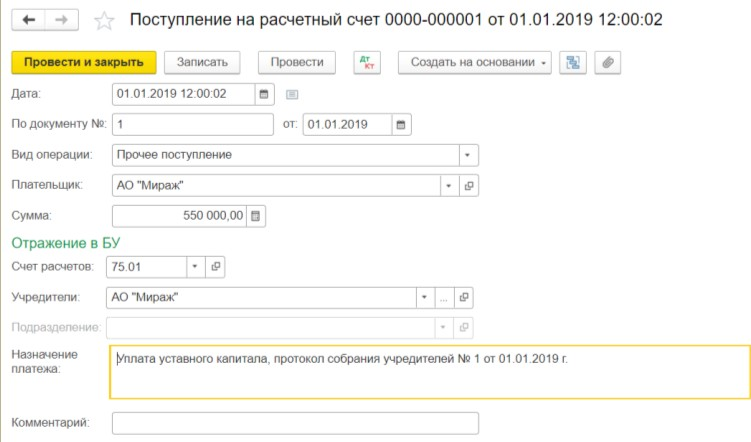 Поступление на расчетный счет 0000-000001 от 01.01.2019 12:00:02
Провести и закрыть Записать Провести Дт Кт Создать на основании
Дата: 01.01.2019 12:00:02
По документу №: 1 от: 01.01.2019
Вид операции: Прочее поступление
Плательщик: АО "Мираж"
Сумма: 550 000,00
Отражение в БУ
Счет расчетов: 75.01
Учредители: АО "Мираж" ...
Подразделение:
Назначение платежа: Уплата уставного капитала, протокол собрания учредителей № 1 от 01.01.2019 г.
Комментарий: